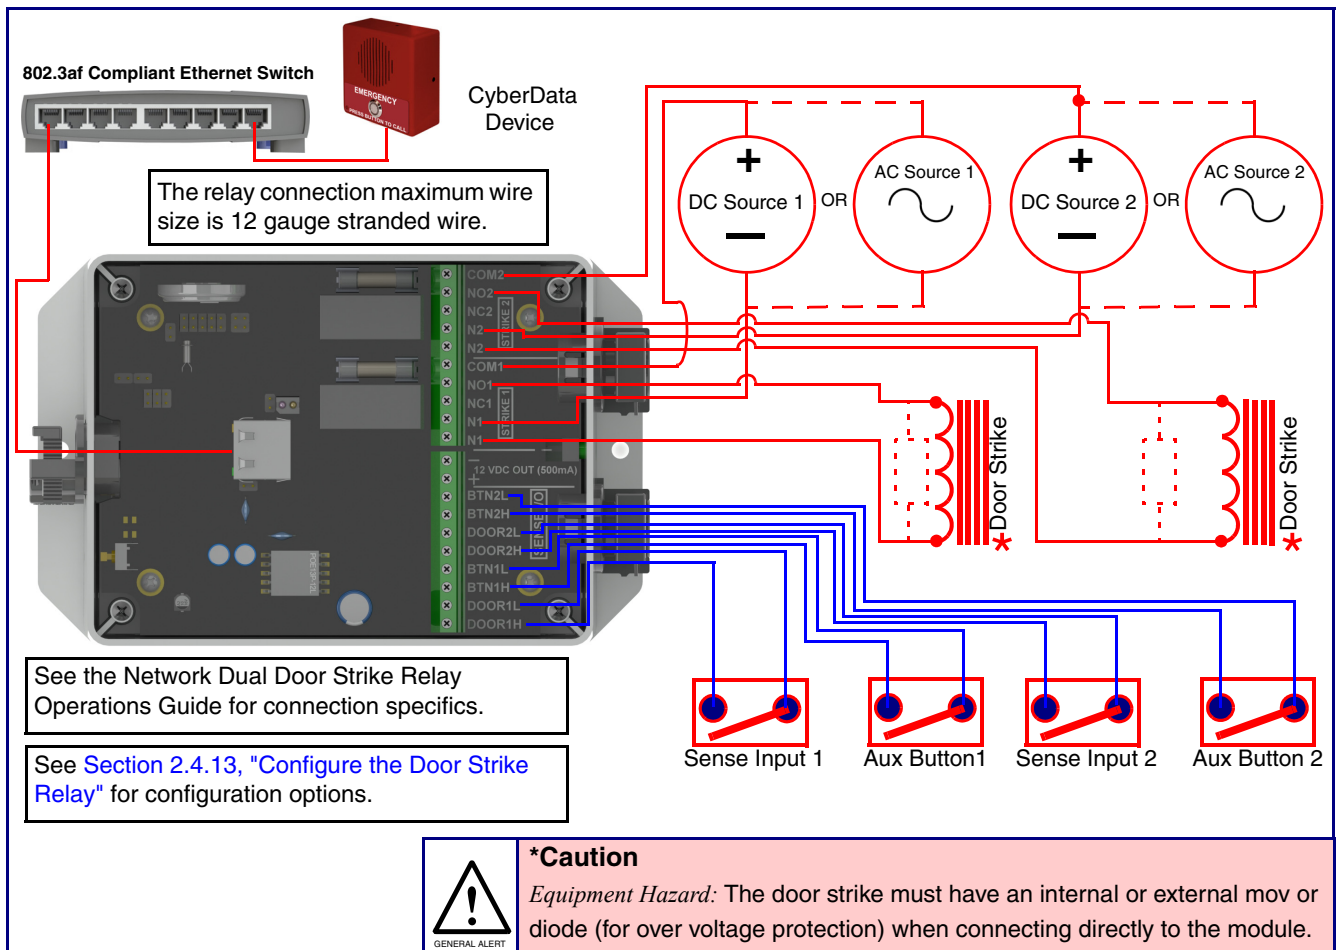 802.3af Compliant Ethernet Switch
EMERGENCY
PRESS BUTTON TO CALL
CyberData
Device
The relay connection maximum wire
size is 12 gauge stranded wire.
+
DC Source 1
OR
AC Source 1
+
DC Source 2
OR
AC Source 2
COM2
NO2
NC2
N2
N2
STRIKE 2
COM1
NO1
NC1
N1
N1
STRIKE 1
−
+
12 VDC OUT (500mA)
BTN2L
BTN2H
DOOR2L
DOOR2H
BTN1L
BTN1H
DOOR1L
DOOR1H
*Door Strike
*Door Strike
Sense Input 1
Aux Button1
Sense Input 2
Aux Button 2
See the Network Dual Door Strike Relay
Operations Guide for connection specifics.
See Section 2.4.13, "Configure the Door Strike
Relay" for configuration options.
GENERAL ALERT
*Caution
Equipment Hazard: The door strike must have an internal or external mov or
diode (for over voltage protection) when connecting directly to the module.